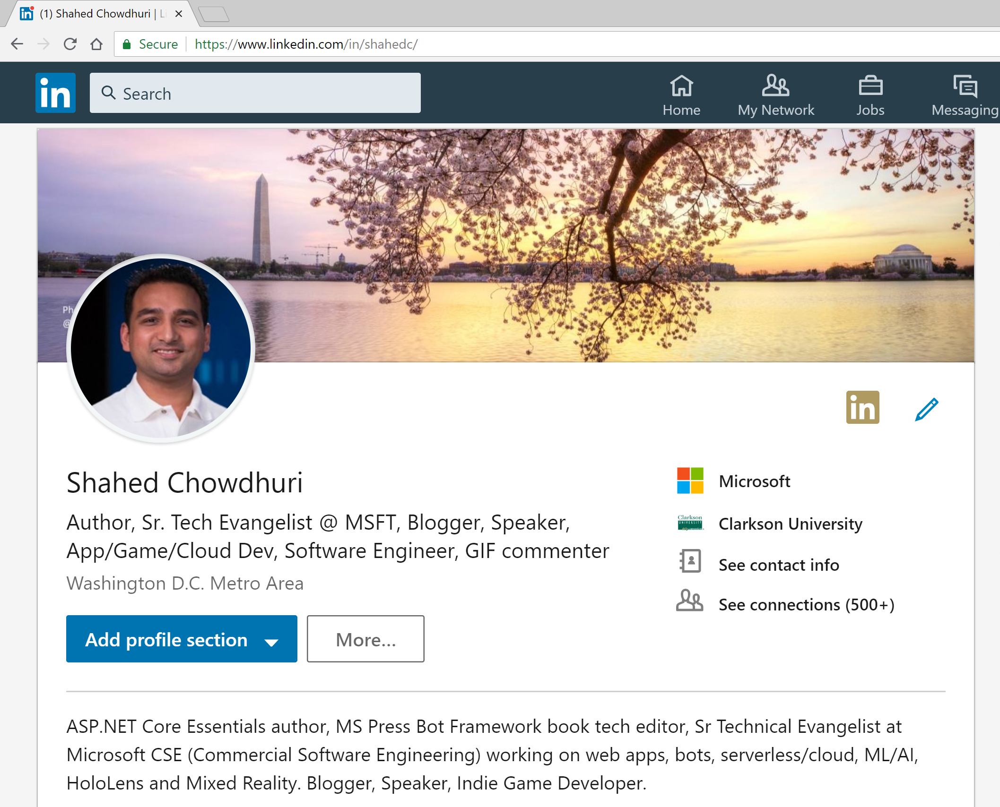 (1) Shahed Chowdhuri | Li
Secure https://www.linkedin.com/in/shahedc/
in Search Home My Network Jobs Messaging
Ph
@
in
Shahed Chowdhuri
Author, Sr. Tech Evangelist @ MSFT, Blogger, Speaker,
App/Game/Cloud Dev, Software Engineer, GIF commenter
Washington D.C. Metro Area
Add profile section More...
Microsoft
Clarkson UNIVERSITY Clarkson University
See contact info
See connections (500+)
ASP.NET Core Essentials author, MS Press Bot Framework book tech editor, Sr Technical Evangelist at
Microsoft CSE (Commercial Software Engineering) working on web apps, bots, serverless/cloud, ML/AI,
HoloLens and Mixed Reality. Blogger, Speaker, Indie Game Developer.